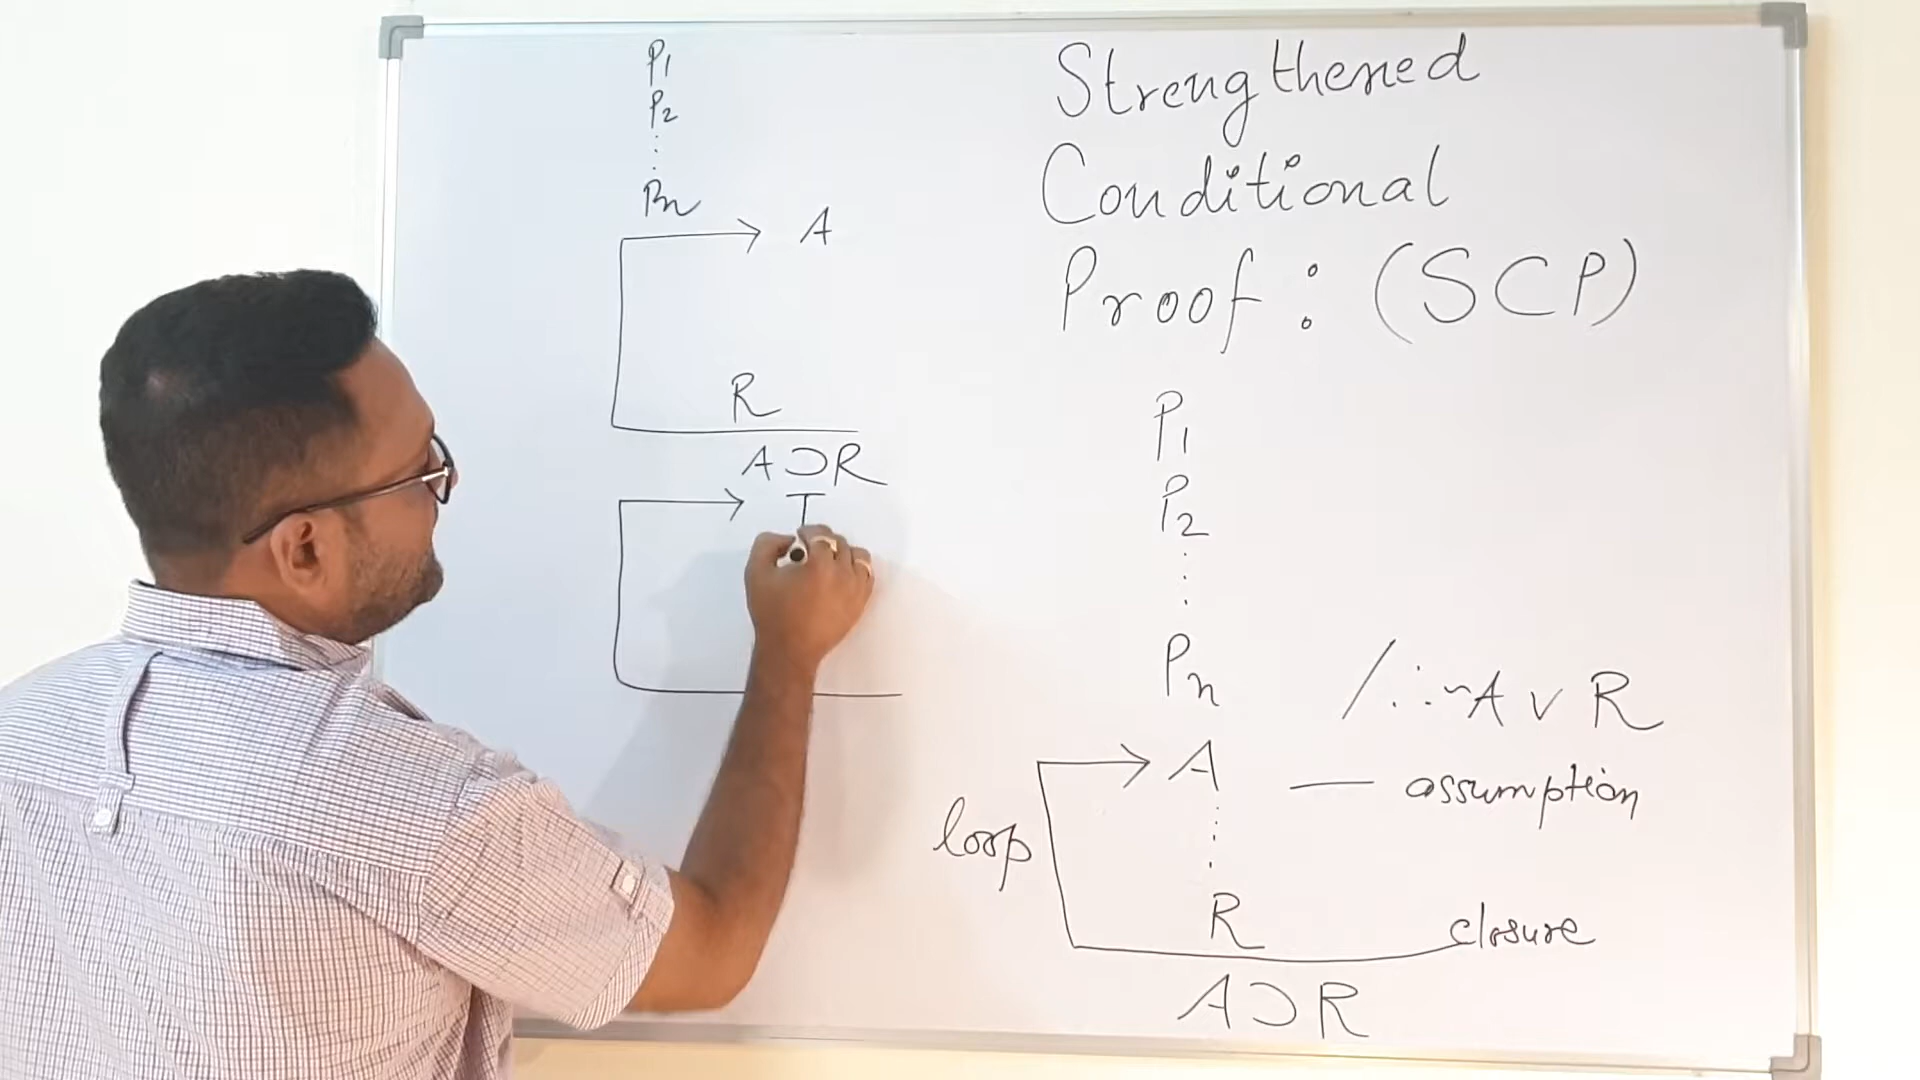 P1
P2
⋮
Pn
A
R
A⊃R
T
Strengthened
Conditional
Proof : (SCP)
P1
P2
⋮
Pn /∴ ~A ∨ R
A — assumption
loop
⋮
R
closure
A⊃R